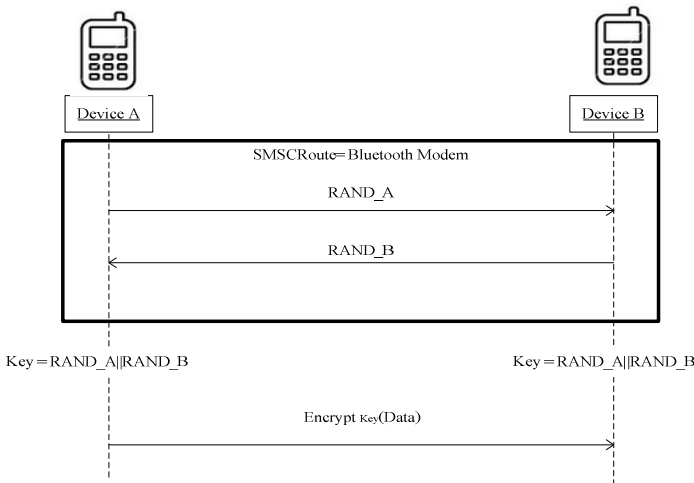 Device A
Device B
SMSCRoute=Bluetooth Modem
RAND_A
RAND_B
Key=RAND_A||RAND_B
Key=RAND_A||RAND_B
Encrypt Key(Data)